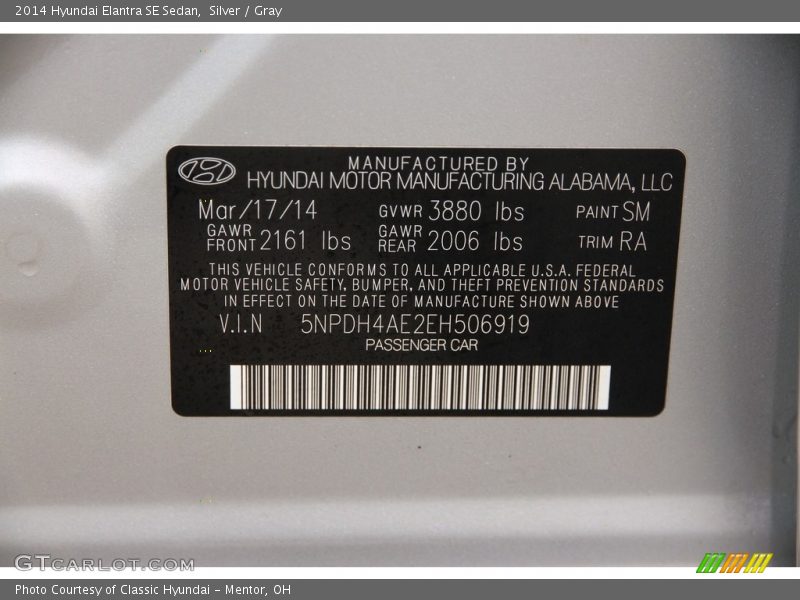 2014 Hyundai Elantra SE Sedan,  Silver / Gray
MANUFACTURED BY
HYUNDAI MOTOR MANUFACTURING ALABAMA, LLC
Mar/17/14 GVWR 3880 lbs PAINT SM
GAWR FRONT 2161 lbs GAWR REAR 2006 lbs TRIM RA
THIS VEHICLE CONFORMS TO ALL APPLICABLE U.S.A. FEDERAL
MOTOR VEHICLE SAFETY, BUMPER, AND THEFT PREVENTION STANDARDS
IN EFFECT ON THE DATE OF MANUFACTURE SHOWN ABOVE
V.I.N 5NPDH4AE2EH506919
PASSENGER CAR
GTCARLOT.COM
Photo Courtesy of Classic Hyundai - Mentor, OH